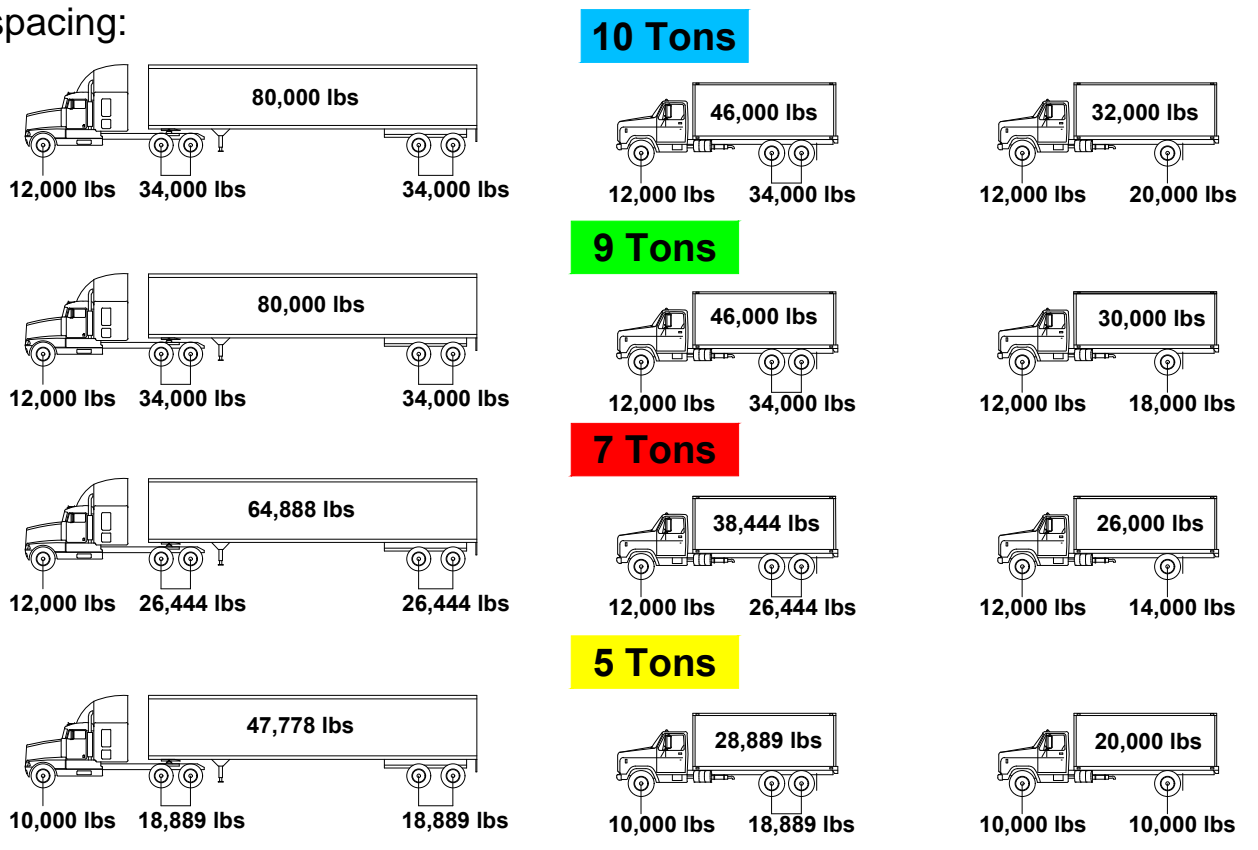 spacing:
10 Tons
80,000 lbs 46,000 lbs 32,000 lbs
12,000 lbs 34,000 lbs 34,000 lbs 12,000 lbs 34,000 lbs 12,000 lbs 20,000 lbs
9 Tons
80,000 lbs 46,000 lbs 30,000 lbs
12,000 lbs 34,000 lbs 34,000 lbs 12,000 lbs 34,000 lbs 12,000 lbs 18,000 lbs
7 Tons
64,888 lbs 38,444 lbs 26,000 lbs
12,000 lbs 26,444 lbs 26,444 lbs 12,000 lbs 26,444 lbs 12,000 lbs 14,000 lbs
5 Tons
47,778 lbs 28,889 lbs 20,000 lbs
10,000 lbs 18,889 lbs 18,889 lbs 10,000 lbs 18,889 lbs 10,000 lbs 10,000 lbs